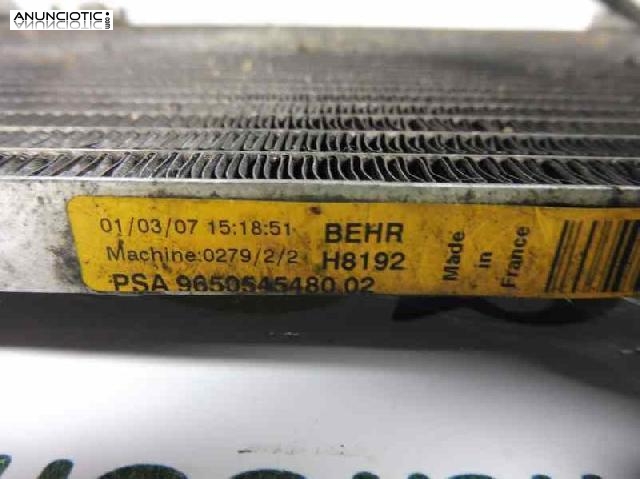 ANUNCIOTIC.com
01/03/07 15:18:51 BEHR
Machine:0279/2/2 H8192
PSA 9650545480 02
Made
in
France